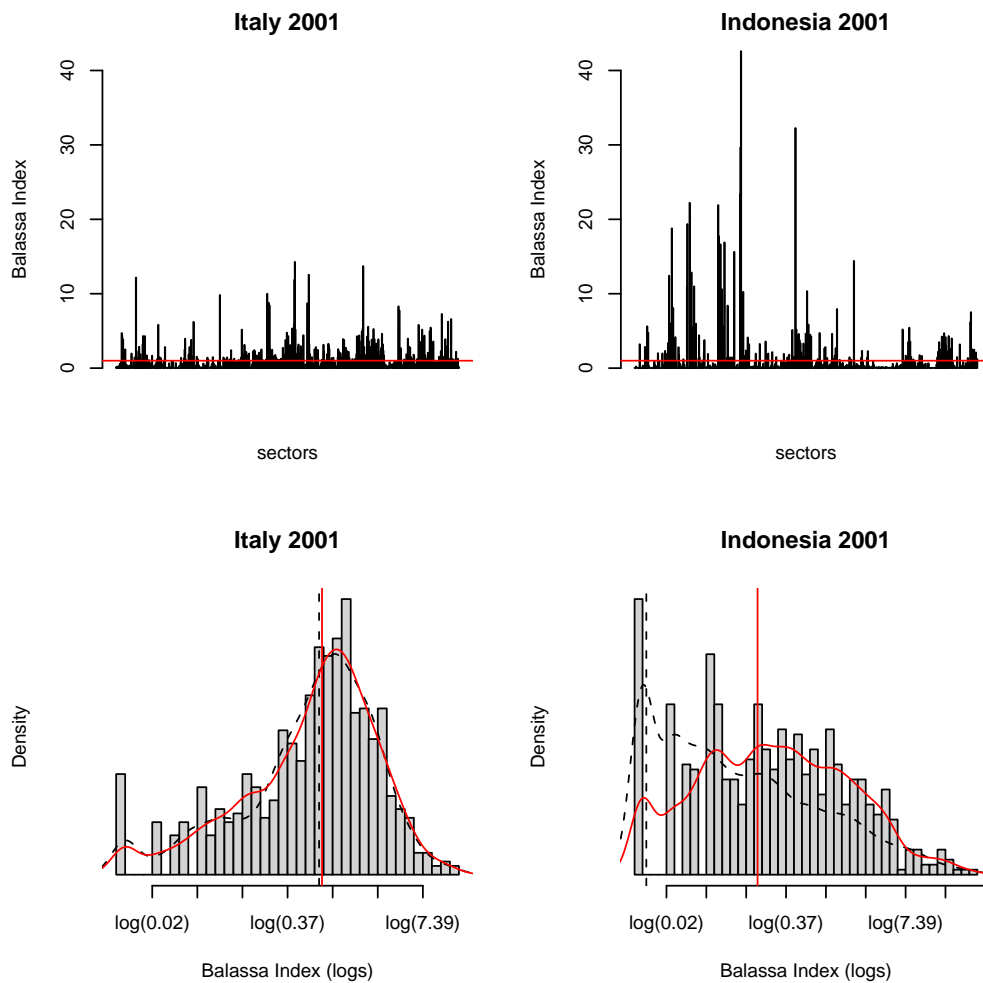 Italy 2001
Balassa Index
40
30
20
10
0
sectors
Indonesia 2001
Balassa Index
40
30
20
10
0
sectors
Italy 2001
Density
log(0.02) log(0.37) log(7.39)
Balassa Index (logs)
Indonesia 2001
Density
log(0.02) log(0.37) log(7.39)
Balassa Index (logs)